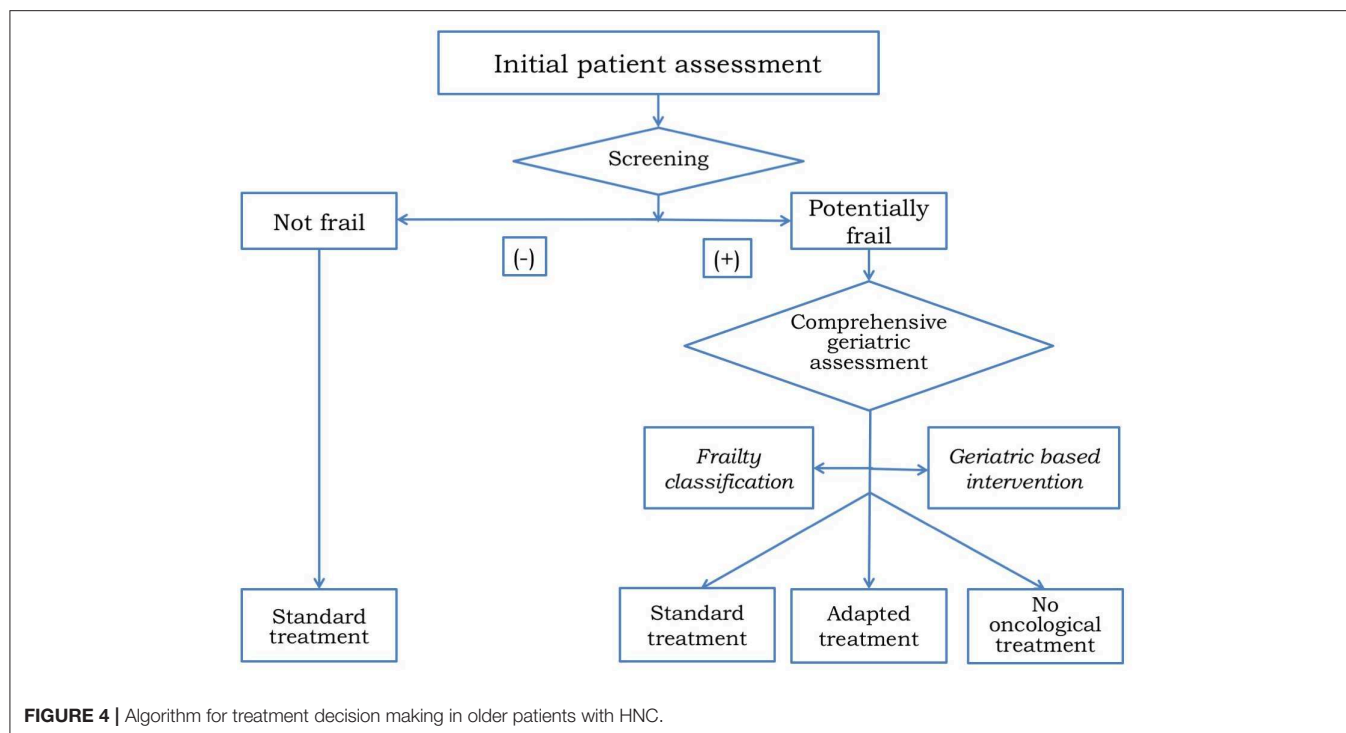 Initial patient assessment
Screening
Not frail
Potentially
frail
(-)
(+)
Comprehensive
geriatric
assessment
Frailty
classification
Geriatric based
intervention
Standard
treatment
Standard
treatment
Adapted
treatment
No
oncological
treatment
FIGURE 4 | Algorithm for treatment decision making in older patients with HNC.